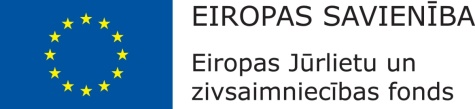 EIROPAS SAVIENĪBA
Eiropas Jūrlietu un
zivsaimniecības fonds